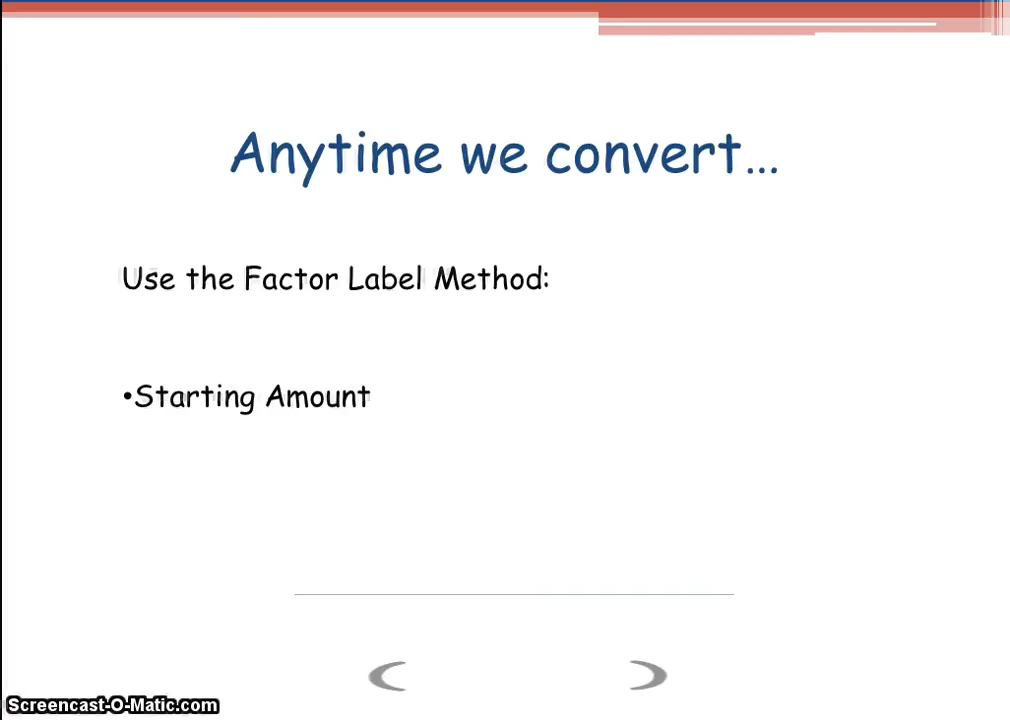 Anytime we convert...
Use the Factor Label Method:
•Starting Amount
Screencast-O-Matic.com